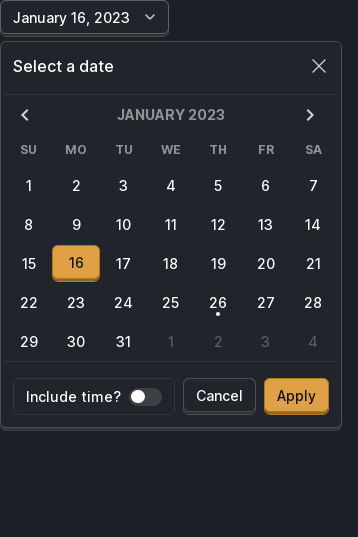 January 16, 2023
Select a date
JANUARY 2023
SU MO TU WE TH FR SA
1 2 3 4 5 6 7
8 9 10 11 12 13 14
15 16 17 18 19 20 21
22 23 24 25 26 27 28
29 30 31 1 2 3 4
Include time? Cancel Apply